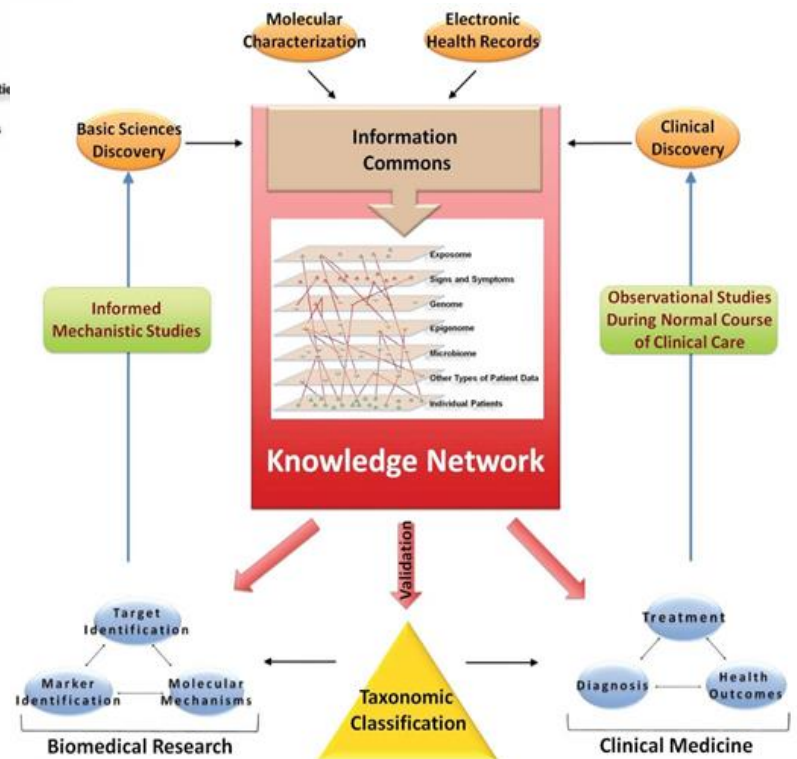 Molecular
Characterization
Electronic
Health Records
Basic Sciences
Discovery
Information
Commons
Clinical
Discovery
Exposome
Signs and Symptoms
Genome
Epigenome
Microbiome
Other Types of Patient Data
Individual Patients
Informed
Mechanistic Studies
Observational Studies
During Normal Course
of Clinical Care
Knowledge Network
Validation
Target
Identification
Marker
Identification
Molecular
Mechanisms
Biomedical Research
Taxonomic
Classification
Treatment
Diagnosis
Health
Outcomes
Clinical Medicine